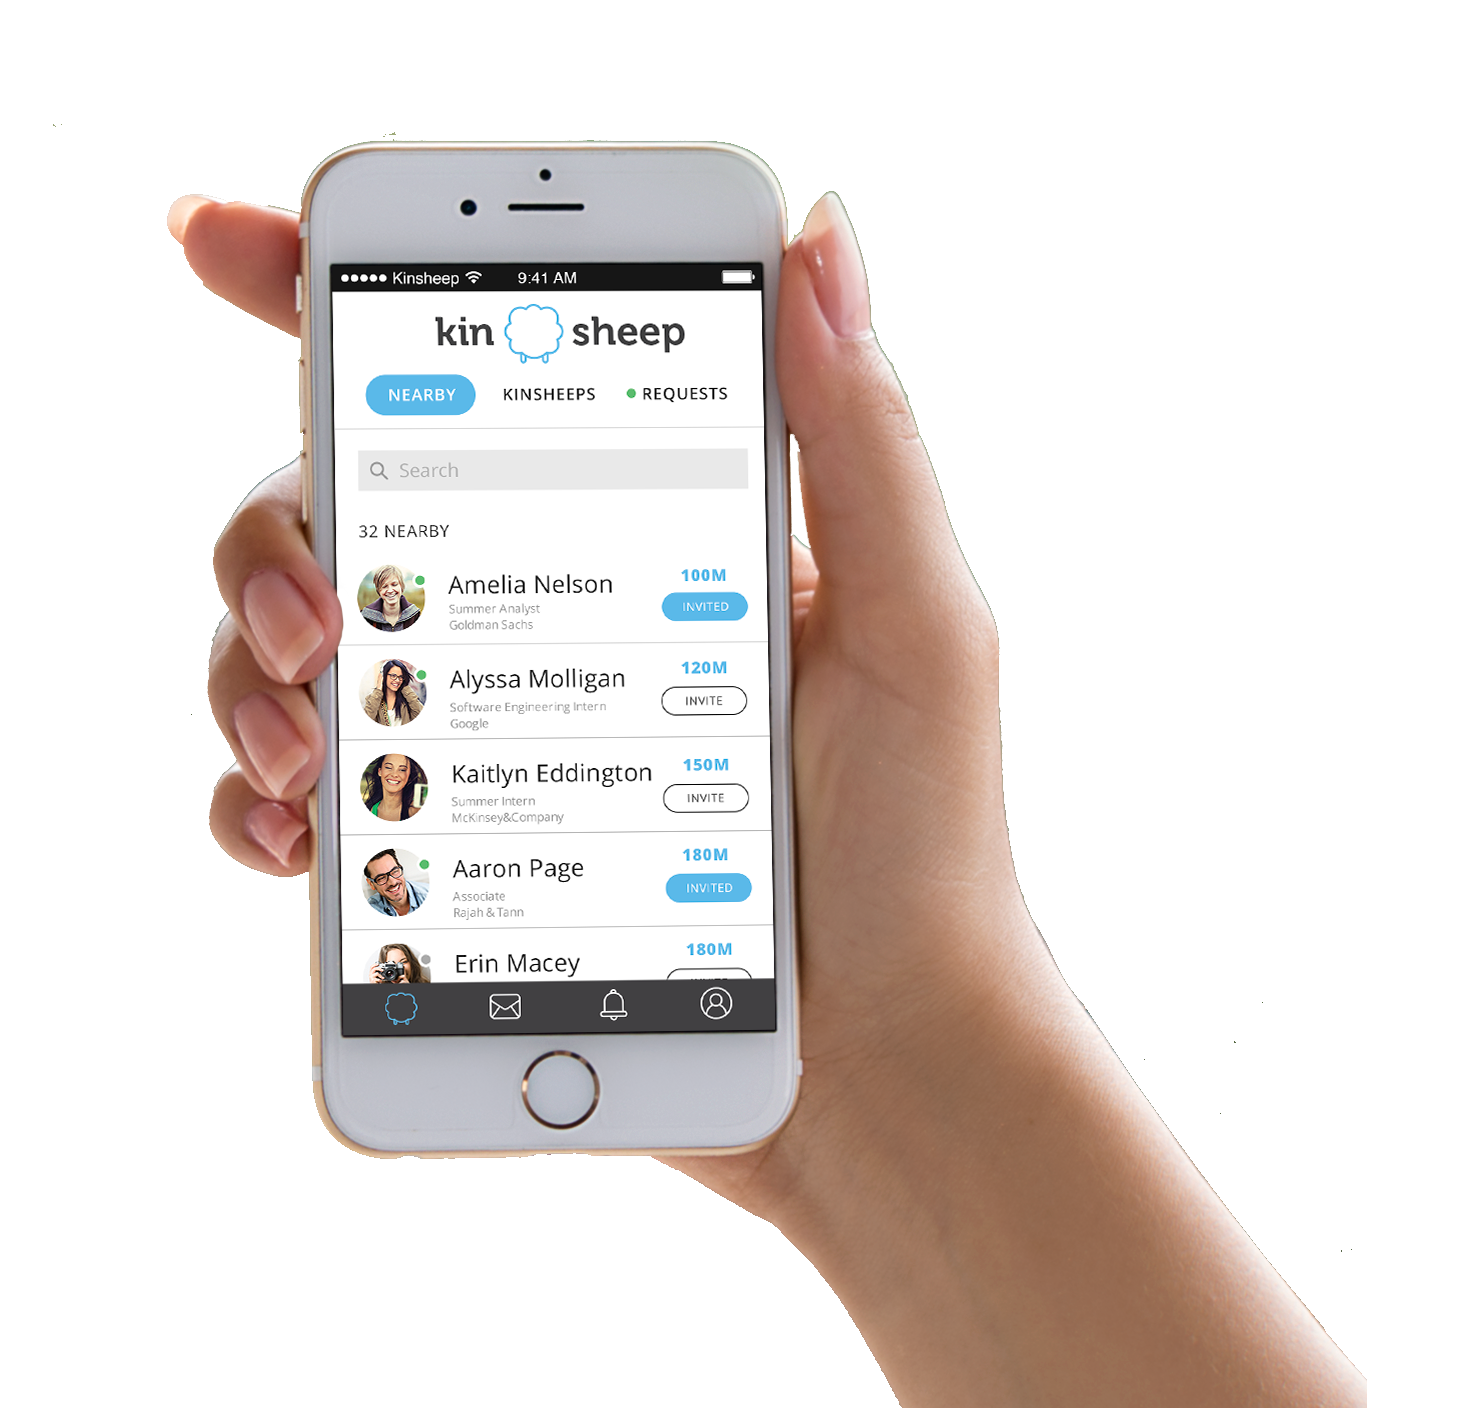 Kinsheep 9:41 AM
kin sheep
NEARBY KINSHEEPS REQUESTS
Search
32 NEARBY
Amelia Nelson 100M
Summer Analyst INVITED
Goldman Sachs
Alyssa Molligan 120M
Software Engineering Intern INVITE
Google
Kaitlyn Eddington 150M
Summer Intern INVITE
McKinsey&Company
Aaron Page 180M
Associate INVITED
Rajah & Tann
Erin Macey 180M
INVITE